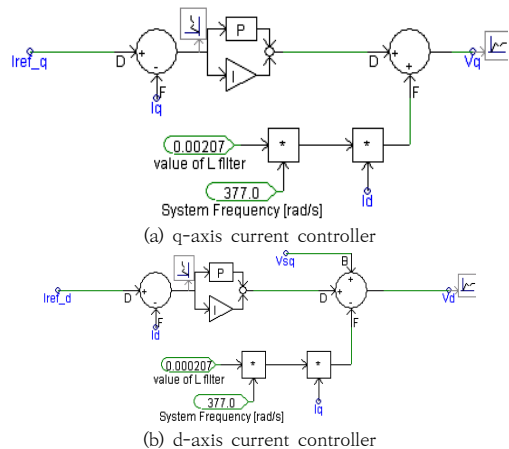 P
I
*
*
Iref_q
D
+
-
F
Iq
D
+
+
F
Vq
0.00207
value of L filter
377.0
System Frequency [rad/s]
Id
(a) q-axis current controller
Vsq
B
P
I
*
*
Iref_d
D
+
-
F
Id
D
+
+
-
F
Vd
0.000207
value of L filter
377.0
System Frequency [rad/s]
Iq
(b) d-axis current controller